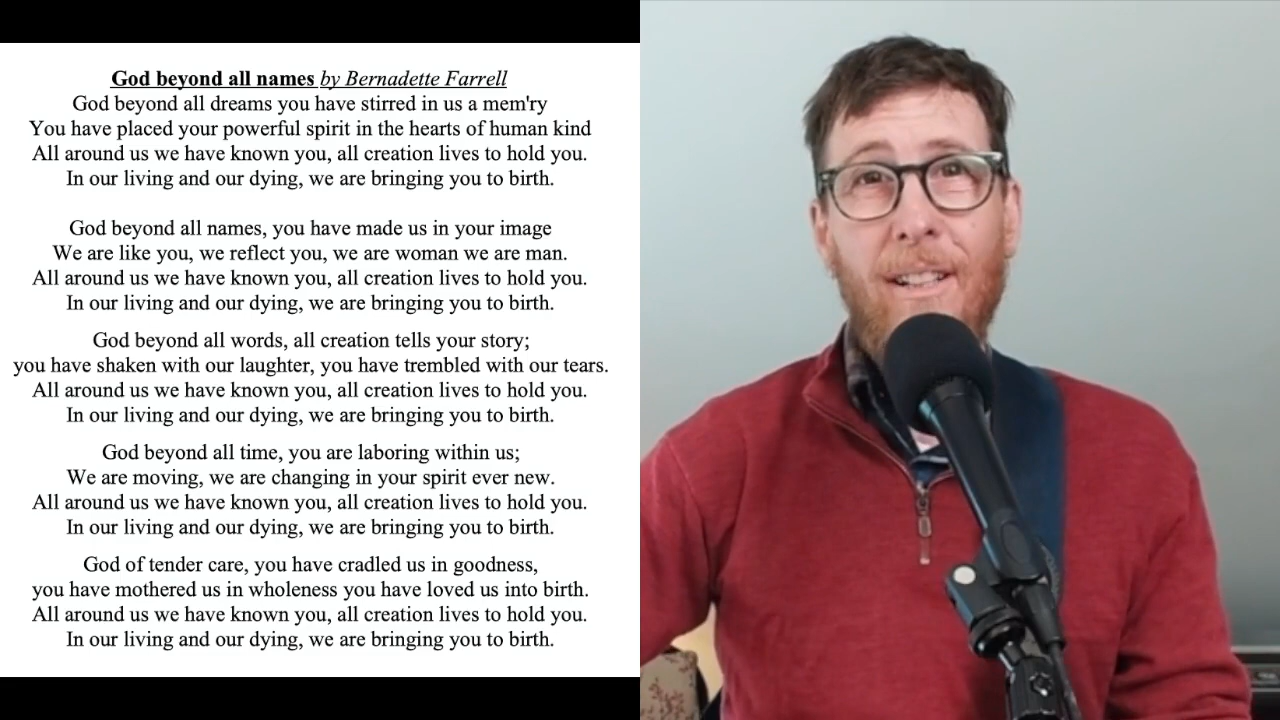 God beyond all names by Bernadette Farrell
God beyond all dreams you have stirred in us a mem'ry
You have placed your powerful spirit in the hearts of human kind
All around us we have known you, all creation lives to hold you.
In our living and our dying, we are bringing you to birth.
God beyond all names, you have made us in your image
We are like you, we reflect you, we are woman we are man.
All around us we have known you, all creation lives to hold you.
In our living and our dying, we are bringing you to birth.
God beyond all words, all creation tells your story;
you have shaken with our laughter, you have trembled with our tears.
All around us we have known you, all creation lives to hold you.
In our living and our dying, we are bringing you to birth.
God beyond all time, you are laboring within us;
We are moving, we are changing in your spirit ever new.
All around us we have known you, all creation lives to hold you.
In our living and our dying, we are bringing you to birth.
God of tender care, you have cradled us in goodness,
you have mothered us in wholeness you have loved us into birth.
All around us we have known you, all creation lives to hold you.
In our living and our dying, we are bringing you to birth.